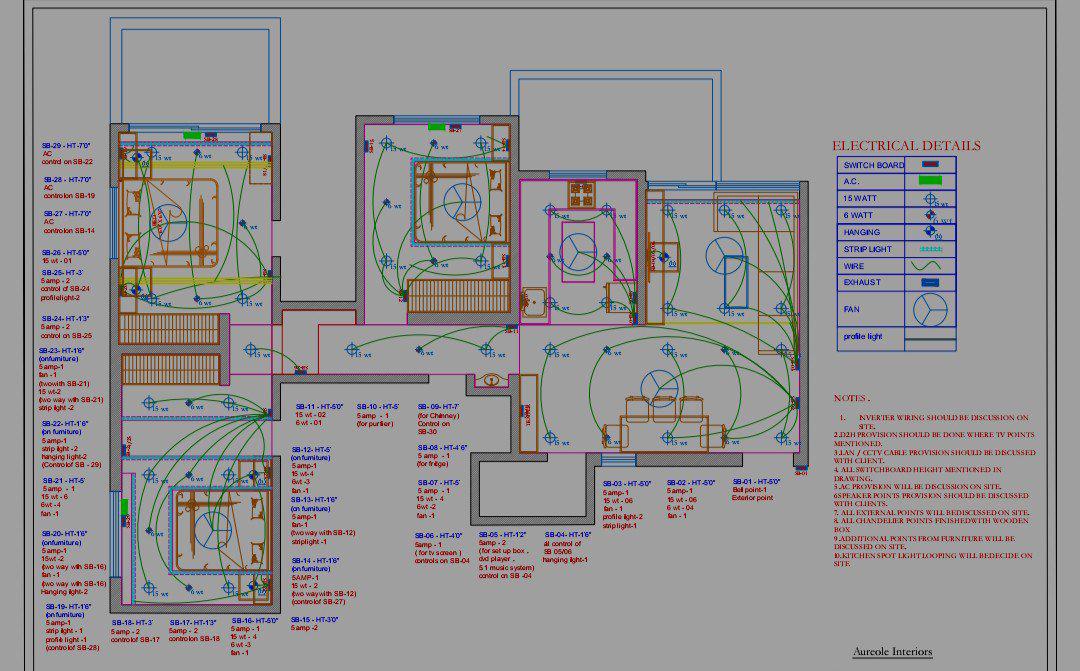 SB-29 - HT-7'0"
AC
control on SB-22
SB-28 - HT-7'0"
AC
controlon SB-19
SB-27 - HT-7'0"
AC
controlon SB-14
SB-26 - HT-5'0"
15 wt - 01
SB-25- HT-3'
5amp - 2
control of SB-24
profile light-2
SB-24- HT-1'3"
5amp - 2
control on SB-25
SB-23- HT-1'6"
(onfurniture)
5amp-1
fan - 1
(twowith SB-21)
15 wt-2
(two way with SB-21)
strip light -2
SB-22- HT-1'6"
(on furniture)
5amp-1
strip light - 2
hanging light-2
(Controlof SB - 29)
SB-21 - HT-5'
5amp - 1
15 wt - 6
6wt -4
fan -1
SB-20- HT-1'6"
(on furniture)
5amp-1
15wt -2
(two way with SB-16)
fan - 1
(two way with SB-16)
Hanging light-2
SB-19- HT-1'6"
(on furniture)
5amp-1
strip light - 1
profile light -1
(controlof SB-28)
SB-18- HT-3'
5amp - 2
controlof SB-17
SB-17- HT-1'3"
5amp - 2
controlon SB-18
SB-16- HT-5'0"
5amp - 1
15 wt - 4
6wt -3
fan -1
SB-15 - HT-3'0"
5amp -2
SB-11 - HT-5'0"
15 wt - 02
6wt - 01
SB-12- HT-5'
(on furniture)
5amp-1
15 wt-4
6wt -3
fan -1
SB-13- HT-1'6"
(on furniture)
5amp-1
fan-1
(two way with SB-12)
striplight -1
SB-14 - HT-1'6"
(on furniture)
5AMP-1
15 wt - 2
(two way with SB-12)
(controlof SB-27)
SB-10 - HT-5'
5amp - 1
(for purifier)
SB-09- HT-7'
(for Chimney)
Control on
SB-30
SB-08 - HT-4'6"
5amp - 1
(for fridge)
SB-07 - HT-5'
5amp - 1
15 wt - 4
6wt -2
fan -1
SB-06 - HT-4'0"
5amp - 1
( for tv screen )
controls on SB-04
SB-05 - HT-1'2"
5amp - 2
(for set up box ,
dvd player ,
5.1 music system)
control on SB -04
SB-04- HT-1'6"
all control of
SB 05/06
hanging light-1
SB-03 - HT-5'0"
5amp-1
15 wt - 06
fan - 1
profile light-2
strip light-1
SB-02 - HT-5'0"
5amp-1
15 wt - 06
6 wt - 04
fan - 1
SB-01 - HT-5'0"
Bell point-1
Exterior point
ELECTRICAL DETAILS
SWITCH BOARD
A.C.
15 WATT
6 WATT
HANGING
STRIP LIGHT
WIRE
EXHAUST
FAN
profile light
NOTES .
1. INVERTER WIRING SHOULD BE DISCUSSION ON
SITE.
2.D2H PROVISION SHOULD BE DONE WHERE TV POINTS
MENTIONED.
3.LAN / CCTV CABLE PROVISION SHOULD BE DISCUSSED
WITH CLIENT.
4. ALL SWITCHBOARD HEIGHT MENTIONED IN
DRAWING.
5.AC PROVISION WILL BE DISCUSSION ON SITE.
6SPEAKER POINTS PROVISION SHOULD BE DISCUSSED
WITH CLIENTS.
7. ALL EXTERNAL POINTS WILL BEDISCUSSED ON SITE.
8. ALL CHANDELIER POINTS FINISHEDWITH WOODEN
BOX
9.ADDITIONAL POINTS FROM FURNITURE WILL BE
DISCUSSED ON SITE.
10.KITCHEN SPOT LIGHT LOOPING WILL BEDECIDE ON
SITE
Aureole Interiors